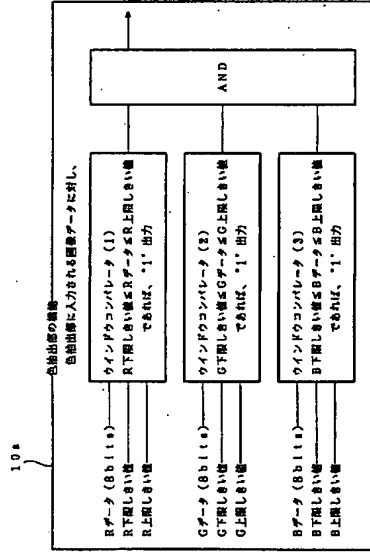 10a
色抽出部の機能
色抽出部に入力される画像データに対し、
Rデータ (8bits)
R下限しきい値
R上限しきい値
ウインドウコンパレータ (1)
R下限しきい値≦Rデータ≦R上限しきい値
であれば、"1" 出力
Gデータ (8bits)
G下限しきい値
G上限しきい値
ウインドウコンパレータ (2)
G下限しきい値≦Gデータ≦G上限しきい値
であれば、"1" 出力
Bデータ (8bits)
B下限しきい値
B上限しきい値
ウインドウコンパレータ (3)
B下限しきい値≦Bデータ≦B上限しきい値
であれば、"1" 出力
AND